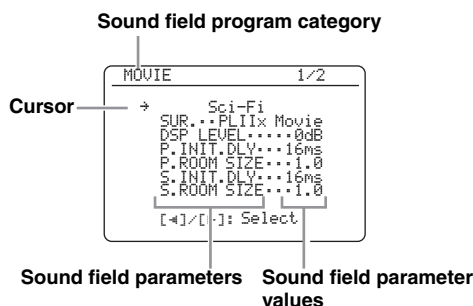 Sound field program category
MOVIE 1/2
Cursor
→ Sci-Fi
SUR.··PLIIx Movie
DSP LEVEL·····0dB
P.INIT.DLY···16ms
P.ROOM SIZE···1.0
S.INIT.DLY···16ms
S.ROOM SIZE···1.0
[◄]/[►]: Select
Sound field parameters
Sound field parameter
values